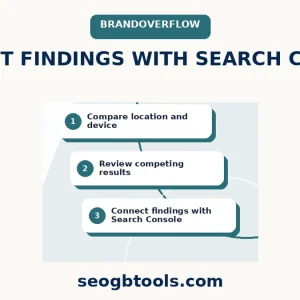 BRANDOVERFLOW
T FINDINGS WITH SEARCH C
1 Compare location and
device
2 Review competing
results
3 Connect findings with
Search Console
seogbtools.com